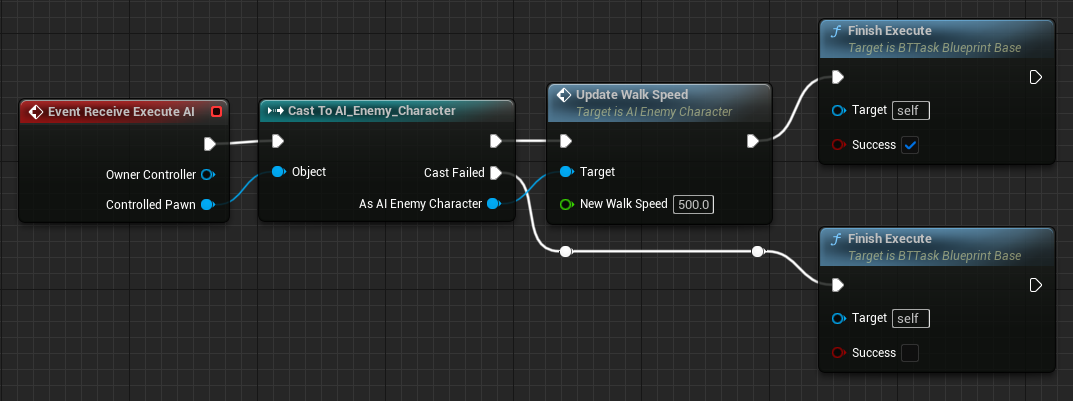 Event Receive Execute AI
Owner Controller
Controlled Pawn
Cast To AI_Enemy_Character
Object
Cast Failed
As AI Enemy Character
Update Walk Speed
Target is AI Enemy Character
Target
New Walk Speed 500.0
Finish Execute
Target is BTTask Blueprint Base
Target self
Success
Finish Execute
Target is BTTask Blueprint Base
Target self
Success